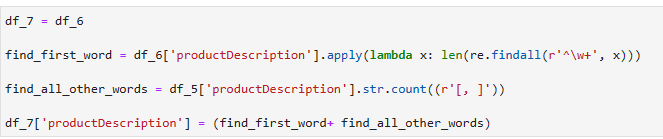 df_7 = df_6
find_first_word = df_6['productDescription'].apply(lambda x: len(re.findall(r'^\w+', x)))
find_all_other_words = df_5['productDescription'].str.count((r'[, ]'))
df_7['productDescription'] = (find_first_word+ find_all_other_words)